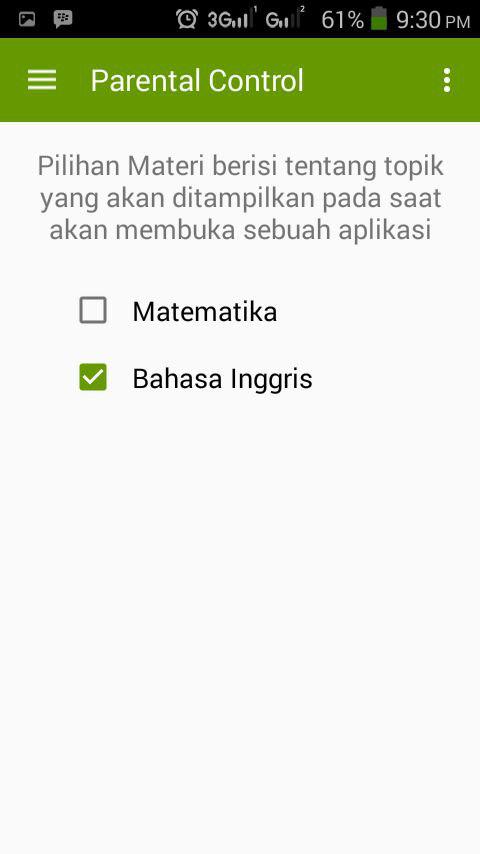 3G 1 G 2 61% 9:30 PM
Parental Control
Pilihan Materi berisi tentang topik
yang akan ditampilkan pada saat
akan membuka sebuah aplikasi
Matematika
Bahasa Inggris